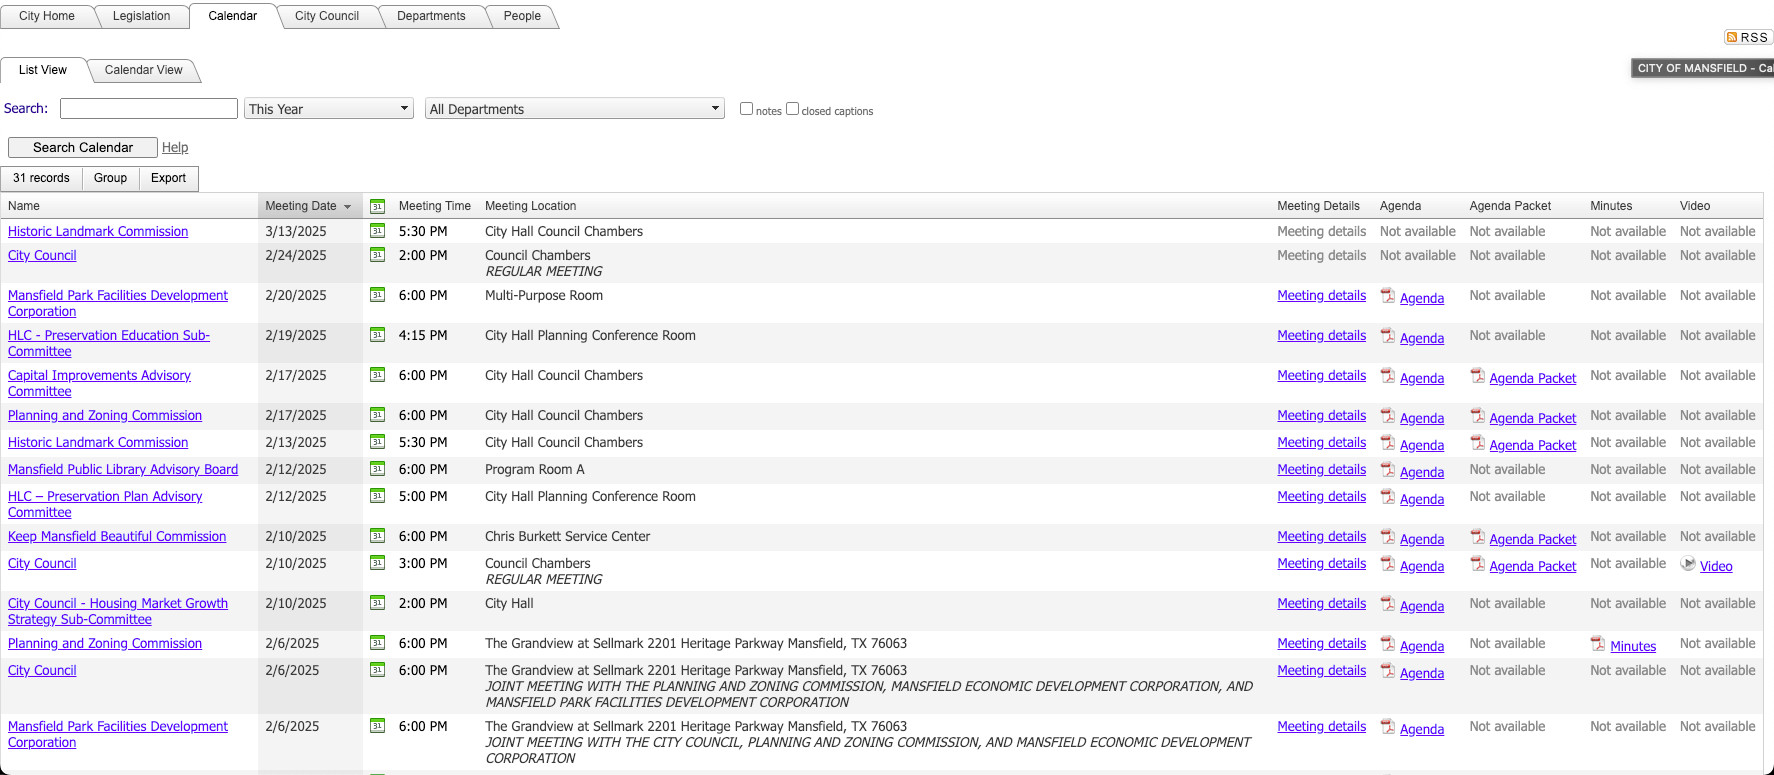 City Home Legislation Calendar City Council Departments People
RSS
List View Calendar View
CITY OF MANSFIELD - Cal
Search: This Year All Departments notes closed captions
Search Calendar Help
31 records Group Export
Name Meeting Date 31 Meeting Time Meeting Location Meeting Details Agenda Agenda Packet Minutes Video
Historic Landmark Commission 3/13/2025 31 5:30 PM City Hall Council Chambers Meeting details Not available Not available Not available Not available
City Council 2/24/2025 31 2:00 PM Council Chambers Meeting details Not available Not available Not available Not available
REGULAR MEETING
Mansfield Park Facilities Development 2/20/2025 31 6:00 PM Multi-Purpose Room Meeting details Agenda Not available Not available Not available
Corporation
HLC - Preservation Education Sub- 2/19/2025 31 4:15 PM City Hall Planning Conference Room Meeting details Agenda Not available Not available Not available
Committee
Capital Improvements Advisory 2/17/2025 31 6:00 PM City Hall Council Chambers Meeting details Agenda Agenda Packet Not available Not available
Committee
Planning and Zoning Commission 2/17/2025 31 6:00 PM City Hall Council Chambers Meeting details Agenda Agenda Packet Not available Not available
Historic Landmark Commission 2/13/2025 31 5:30 PM City Hall Council Chambers Meeting details Agenda Agenda Packet Not available Not available
Mansfield Public Library Advisory Board 2/12/2025 31 6:00 PM Program Room A Meeting details Agenda Not available Not available Not available
HLC – Preservation Plan Advisory 2/12/2025 31 5:00 PM City Hall Planning Conference Room Meeting details Agenda Not available Not available Not available
Committee
Keep Mansfield Beautiful Commission 2/10/2025 31 6:00 PM Chris Burkett Service Center Meeting details Agenda Agenda Packet Not available Not available
City Council 2/10/2025 31 3:00 PM Council Chambers Meeting details Agenda Agenda Packet Not available Video
REGULAR MEETING
City Council - Housing Market Growth 2/10/2025 31 2:00 PM City Hall Meeting details Agenda Not available Not available Not available
Strategy Sub-Committee
Planning and Zoning Commission 2/6/2025 31 6:00 PM The Grandview at Sellmark 2201 Heritage Parkway Mansfield, TX 76063 Meeting details Agenda Not available Minutes Not available
City Council 2/6/2025 31 6:00 PM The Grandview at Sellmark 2201 Heritage Parkway Mansfield, TX 76063 Meeting details Agenda Not available Not available Not available
JOINT MEETING WITH THE PLANNING AND ZONING COMMISSION, MANSFIELD ECONOMIC DEVELOPMENT CORPORATION, AND
MANSFIELD PARK FACILITIES DEVELOPMENT CORPORATION
Mansfield Park Facilities Development 2/6/2025 31 6:00 PM The Grandview at Sellmark 2201 Heritage Parkway Mansfield, TX 76063 Meeting details Agenda Not available Not available Not available
Corporation
JOINT MEETING WITH THE CITY COUNCIL, PLANNING AND ZONING COMMISSION, AND MANSFIELD ECONOMIC DEVELOPMENT
CORPORATION